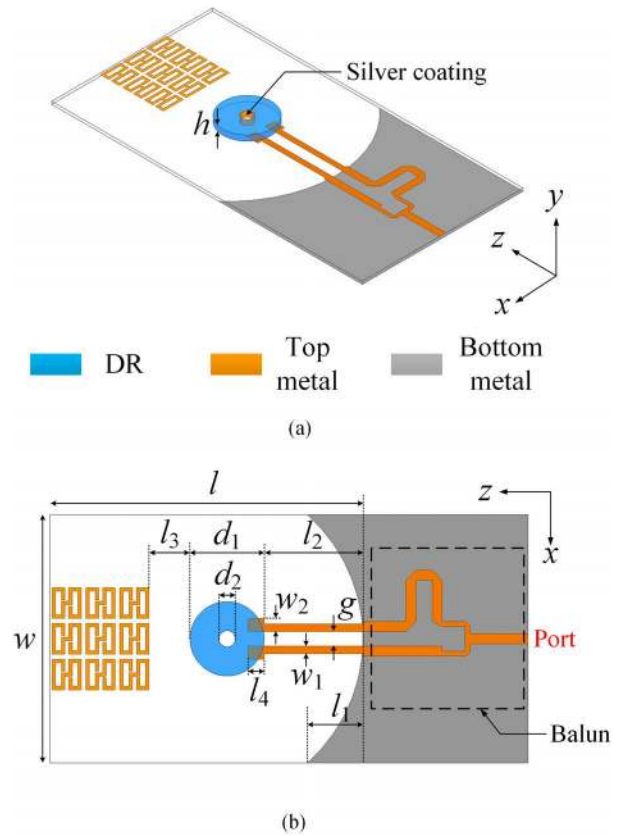 Silver coating
h
y
z
x
DR
Top metal
Bottom metal
(a)
l
z
l3 d1 l2
x
d2
w2
g
w
Port
w1
l4
l1
Balun
(b)